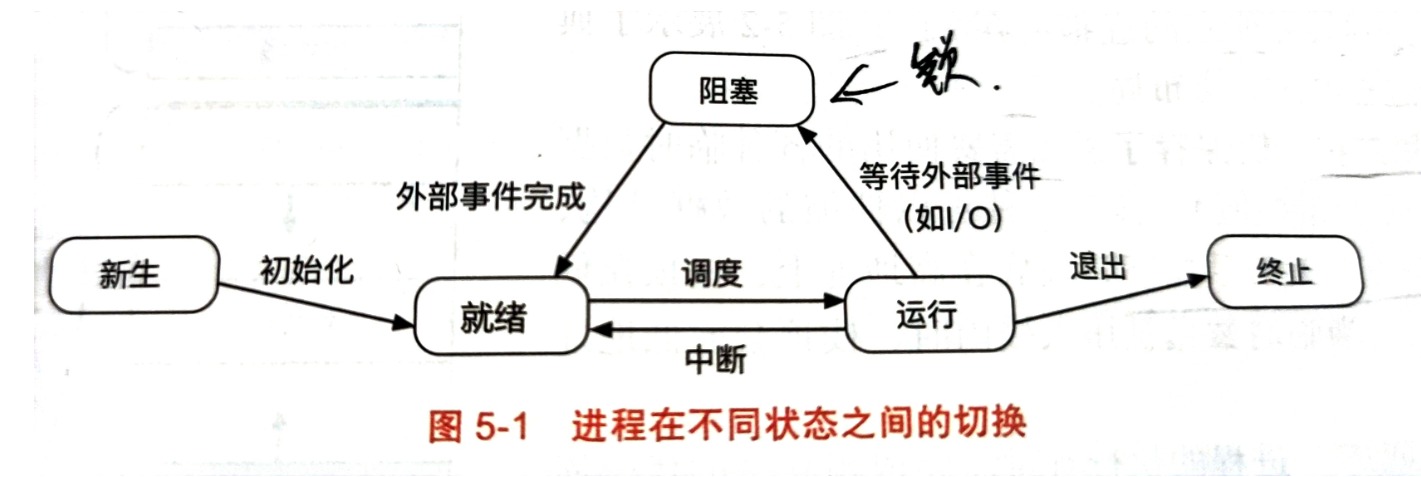 阻塞
外部事件完成
等待外部事件
(如I/O)
新生
初始化
就绪
调度
中断
运行
退出
终止
图 5-1 进程在不同状态之间的切换